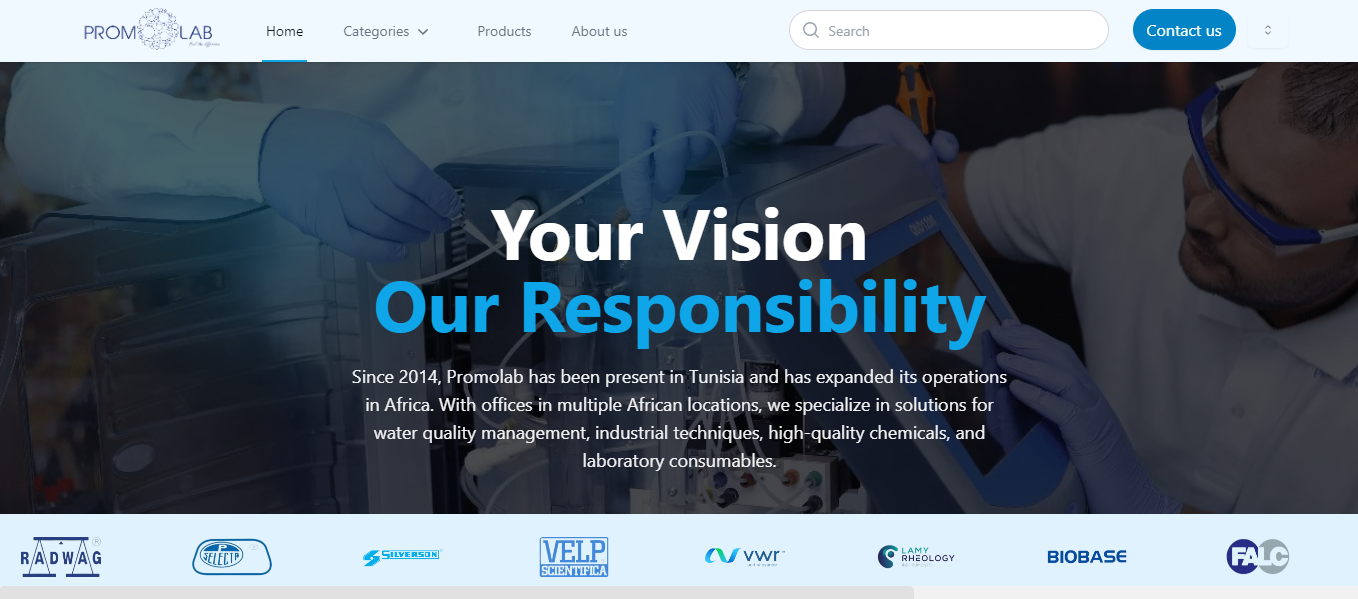 PROMOLAB
Home
Categories
Products
About us
Search
Contact us
Your Vision
Our Responsibility
Since 2014, Promolab has been present in Tunisia and has expanded its operations
in Africa. With offices in multiple African locations, we specialize in solutions for
water quality management, industrial techniques, high-quality chemicals, and
laboratory consumables.
RADWAG ®
P SELECTA
SILVERSON
VELP
SCIENTIFICA
vwr
LAMY
RHEOLOGY
BIOBASE
FALC